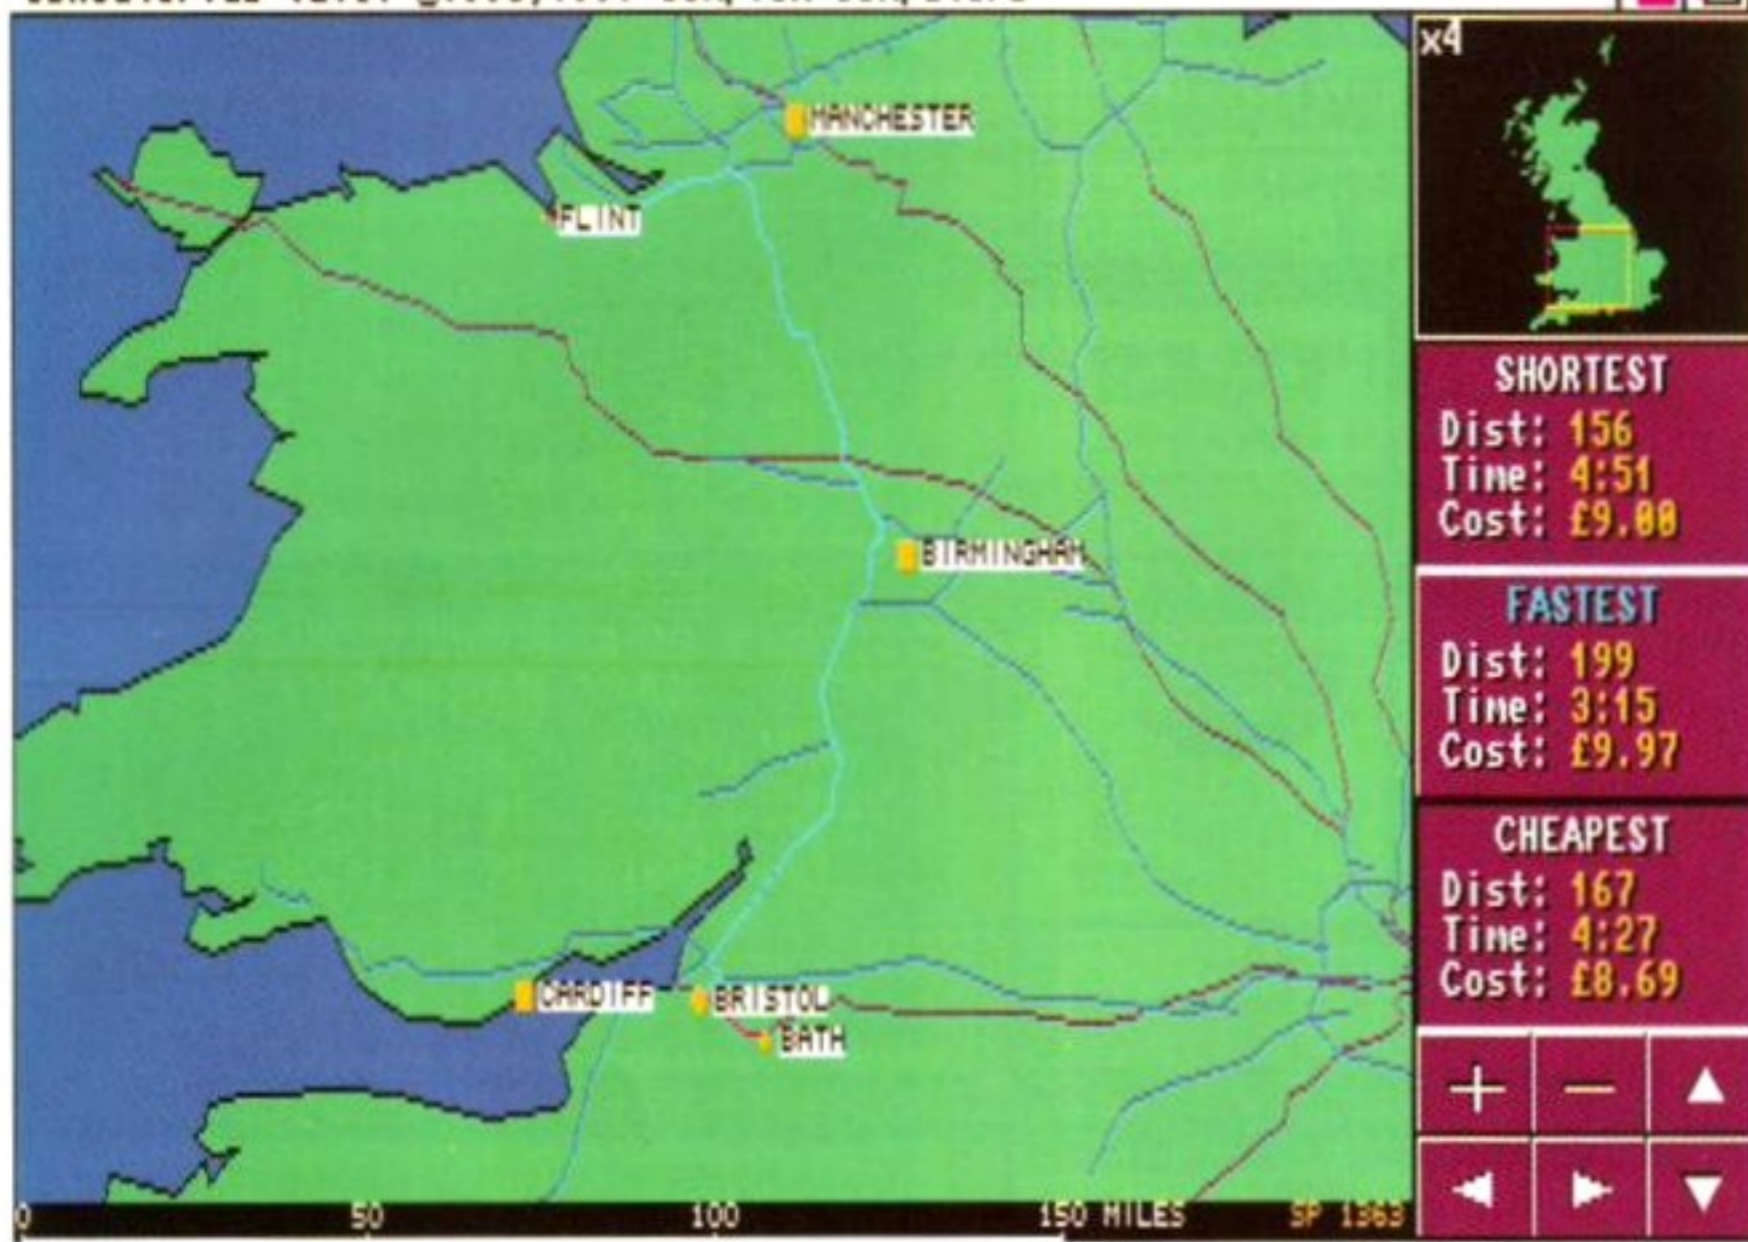 x4
MANCHESTER
FLINT
BIRMINGHAM
CARDIFF
BRISTOL
BATH
0 50 100 150 MILES SP 1363
SHORTEST
Dist: 156
Time: 4:51
Cost: £9.00
FASTEST
Dist: 199
Time: 3:15
Cost: £9.97
CHEAPEST
Dist: 167
Time: 4:27
Cost: £8.69